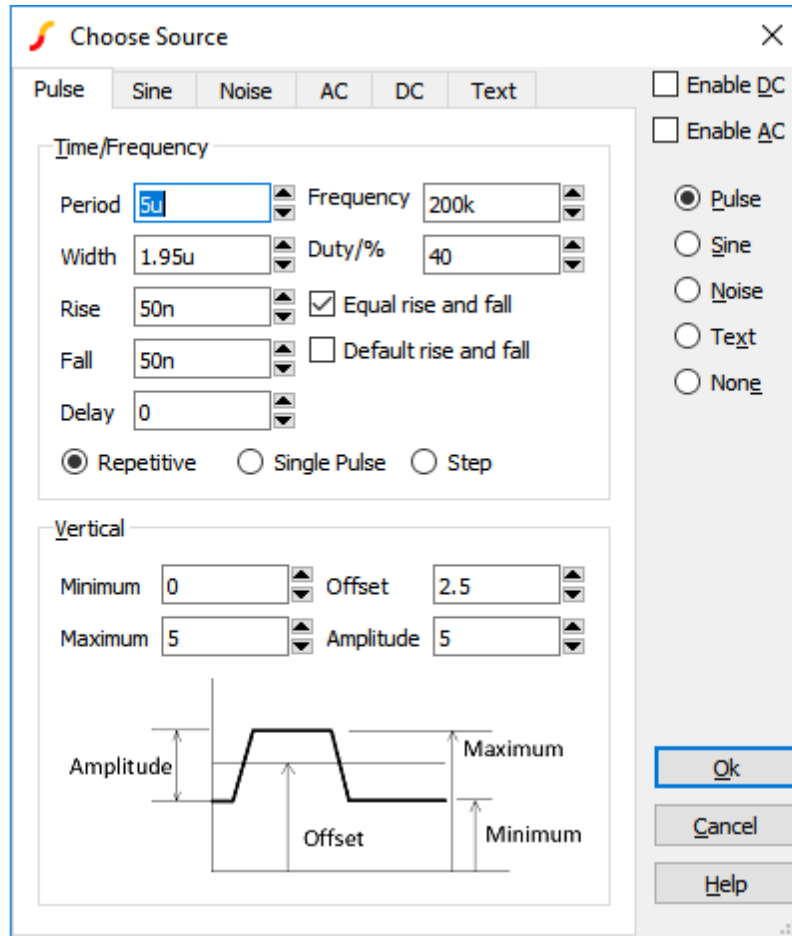 Choose Source
Pulse Sine Noise AC DC Text
Enable DC
Enable AC
Time/Frequency
Period 5u Frequency 200k
Width 1.95u Duty/% 40
Rise 50n Equal rise and fall
Fall 50n Default rise and fall
Delay 0
Repetitive Single Pulse Step
Pulse
Sine
Noise
Text
None
Vertical
Minimum 0 Offset 2.5
Maximum 5 Amplitude 5
Amplitude
Maximum
Offset
Minimum
Ok
Cancel
Help